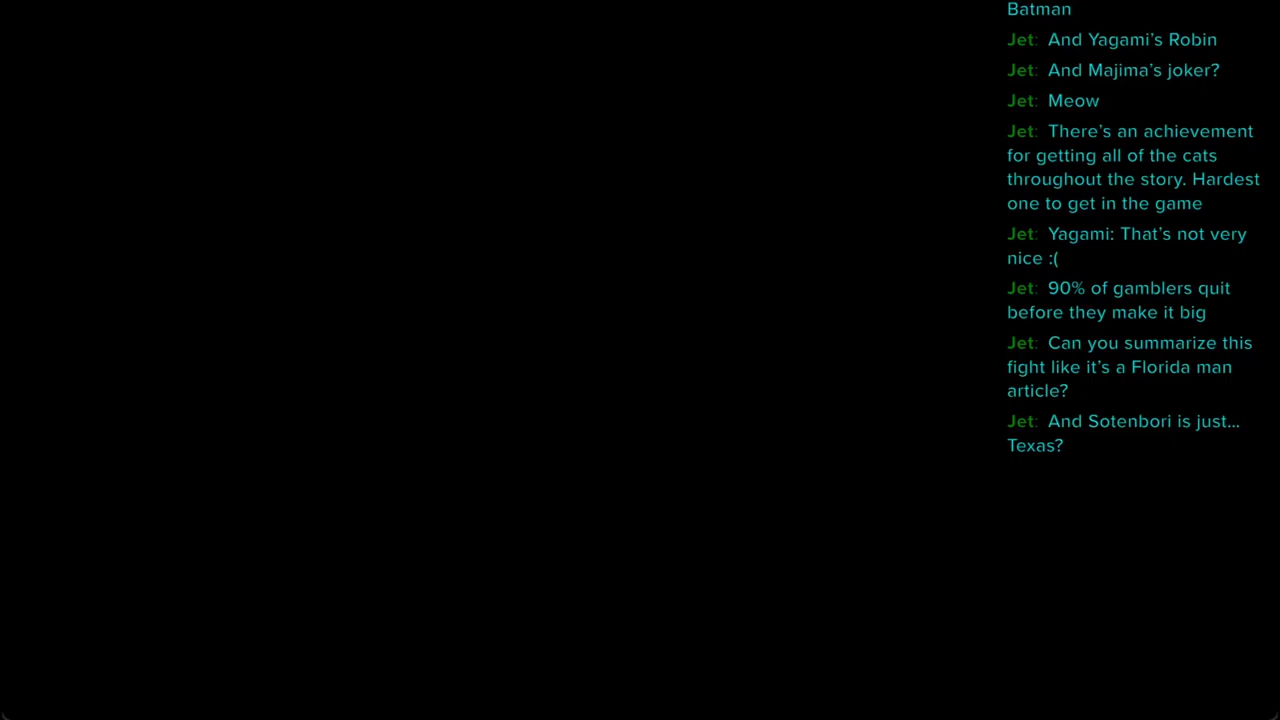 Batman
Jet: And Yagami’s Robin
Jet: And Majima’s joker?
Jet: Meow
Jet: There’s an achievement
for getting all of the cats
throughout the story. Hardest
one to get in the game
Jet: Yagami: That’s not very
nice :(
Jet: 90% of gamblers quit
before they make it big
Jet: Can you summarize this
fight like it’s a Florida man
article?
Jet: And Sotenbori is just...
Texas?